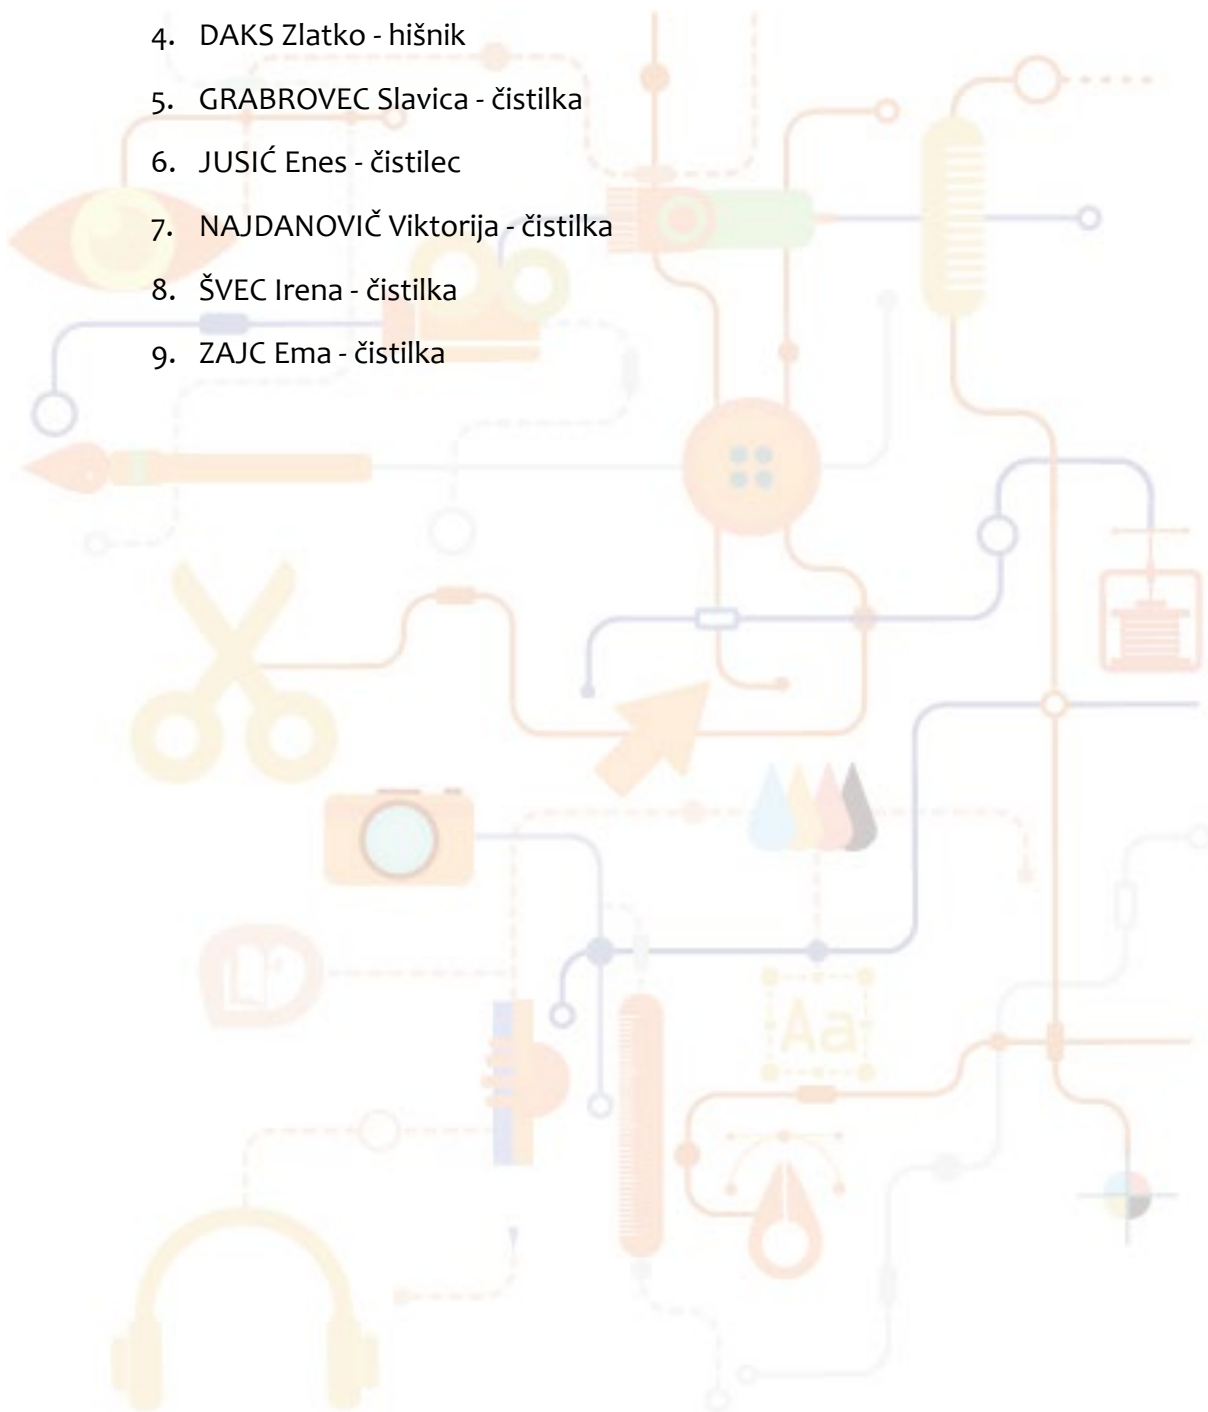 4. DAKS Zlatko - hišnik
5. GRABROVEC Slavica - čistilka
6. JUSIĆ Enes - čistilec
7. NAJDANOVIČ Viktorija - čistilka
8. ŠVEC Irena - čistilka
9. ZAJC Ema - čistilka
Aa